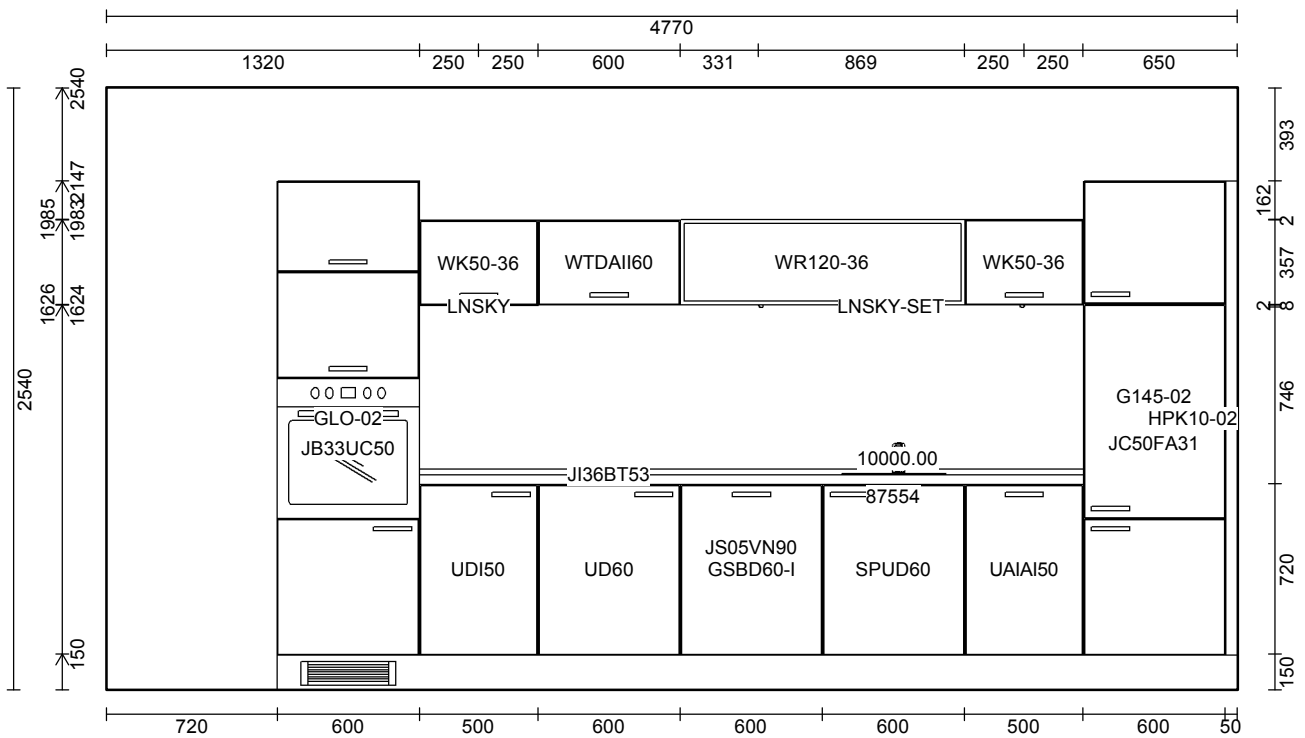 4770
1320 250 250 600 331 869 250 250 650
2540
2147
1983
1985
1624
1626
2540
150
393
162
2
357
8
2
746
720
150
WK50-36 WTDAII60 WR120-36 WK50-36
LNSKY LNSKY-SET
GLO-02
JB33UC50
G145-02
HPK10-02
JC50FA31
10000.00
JI36BT53
87554
UDI50 UD60
JS05VN90
GSBD60-I
SPUD60 UAIAI50
720 600 500 600 600 600 500 600 50